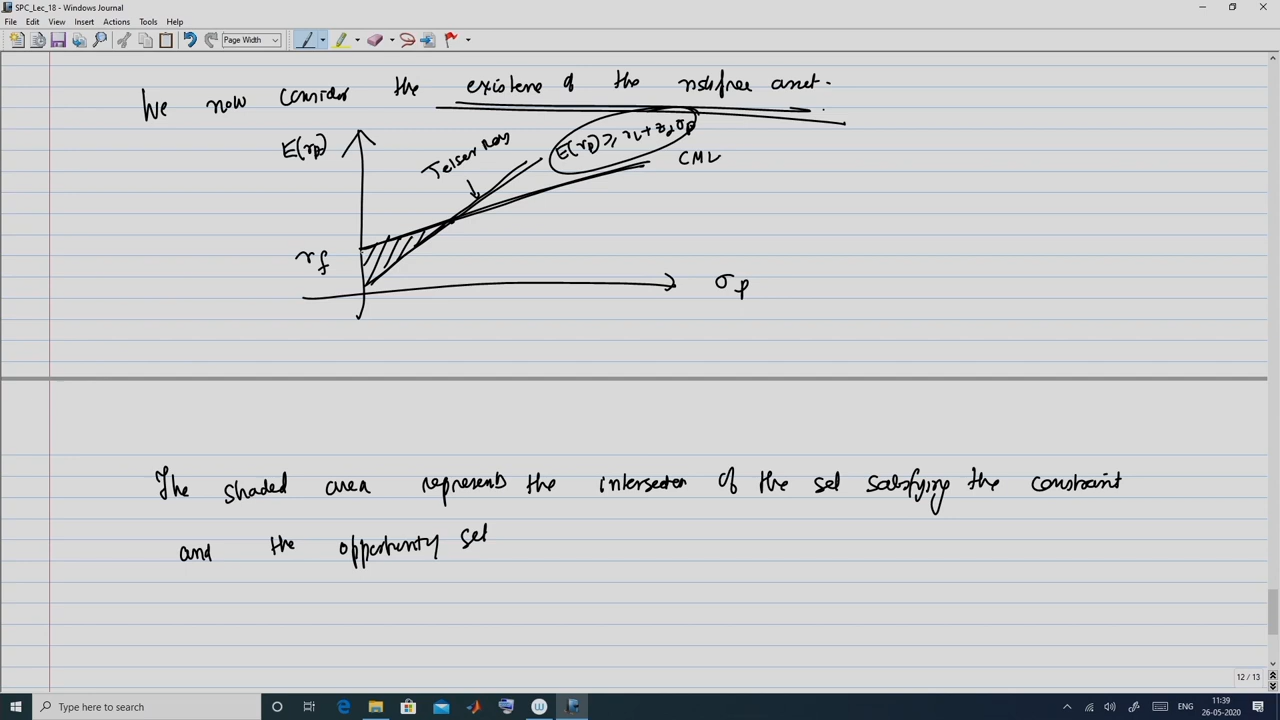 SPC_Lec_18 - Windows Journal
File Edit View Insert Actions Tools Help
Page Width
We now consider the existence of the riskfree asset.
E(rp)
Telser Ray
E(rp) ≥ rL + zα σp
CML
rf
σp
The shaded area represents the intersection of the set satisfying the constraint
and the opportunity set
12 / 13
Type here to search
ENG
11:39
26-05-2020